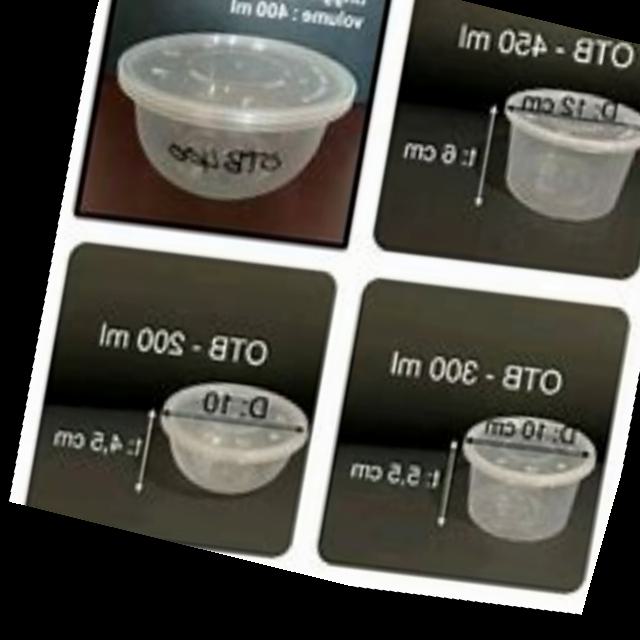 volume : 400 ml
OTB 400
OTB - 450 ml
D: 12 cm
t: 6 cm
OTB - 200 ml
D: 10
t: 4,5 cm
OTB - 300 ml
D: 10 cm
t: 5,5 cm